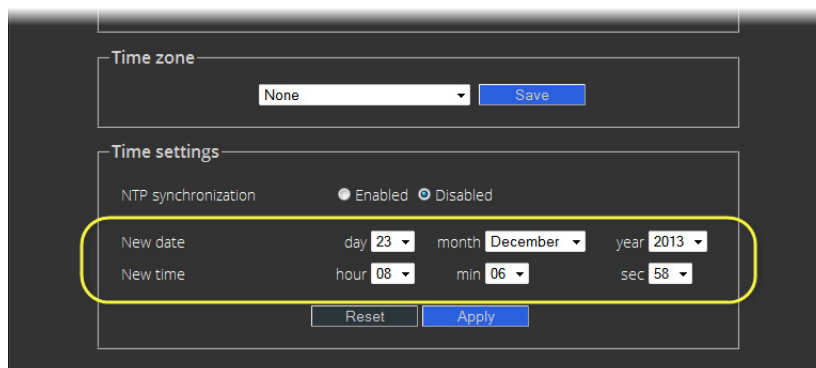 Time zone
None Save
Time settings
NTP synchronization Enabled Disabled
New date day 23 month December year 2013
New time hour 08 min 06 sec 58
Reset Apply